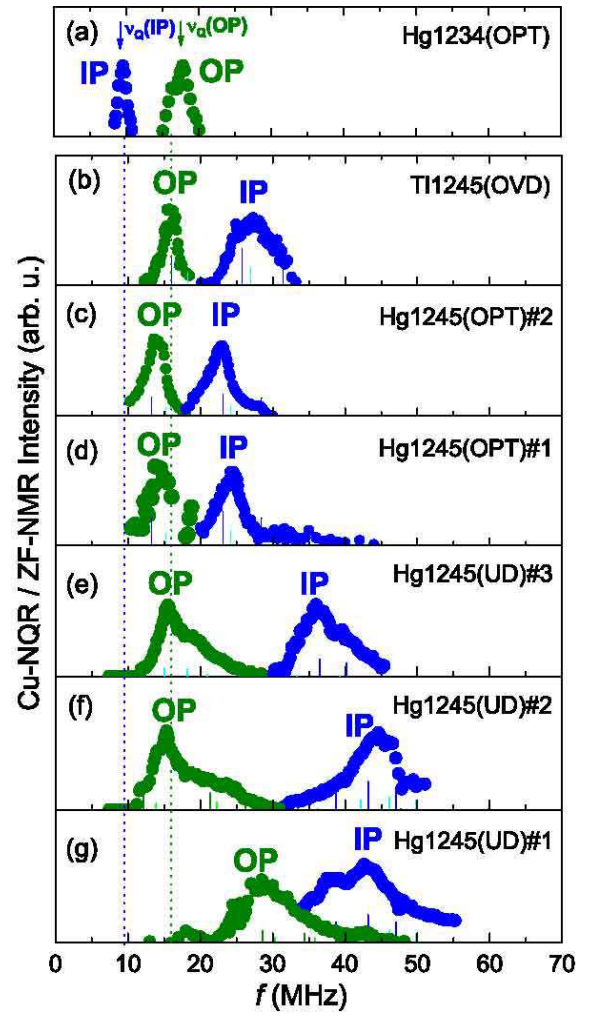 (a)
ν_Q(IP)
ν_Q(OP)
Hg1234(OPT)
IP
OP
(b)
OP
IP
Tl1245(OVD)
(c)
OP
IP
Hg1245(OPT)#2
(d)
OP
IP
Hg1245(OPT)#1
(e)
OP
IP
Hg1245(UD)#3
(f)
OP
IP
Hg1245(UD)#2
(g)
OP
IP
Hg1245(UD)#1
Cu-NQR / ZF-NMR Intensity (arb. u.)
0 10 20 30 40 50 60 70
f (MHz)